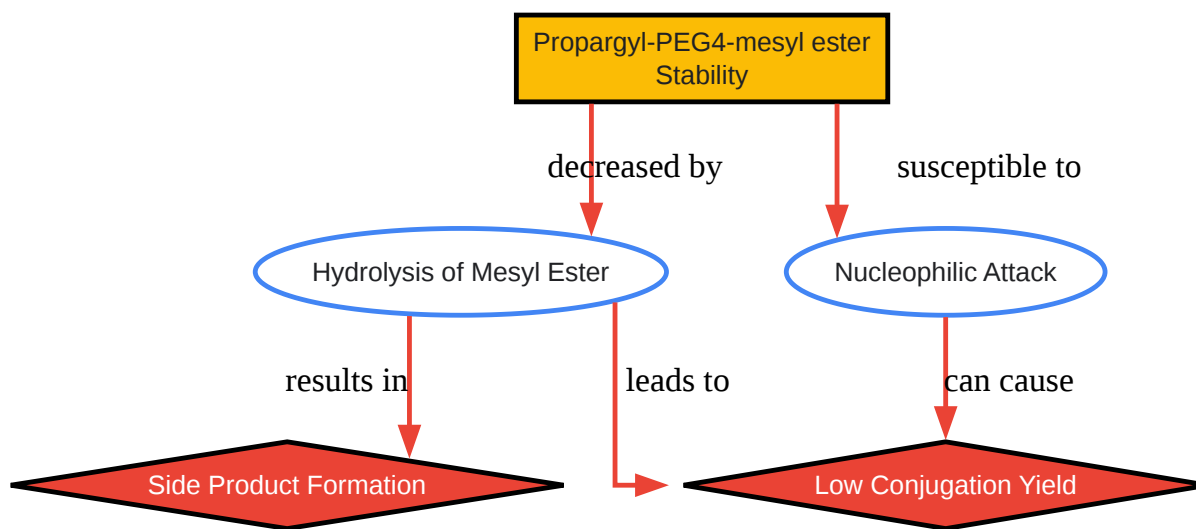 Propargyl-PEG4-mesyl ester
Stability
decreased by
susceptible to
Hydrolysis of Mesyl Ester
Nucleophilic Attack
results in
leads to
can cause
Side Product Formation
Low Conjugation Yield